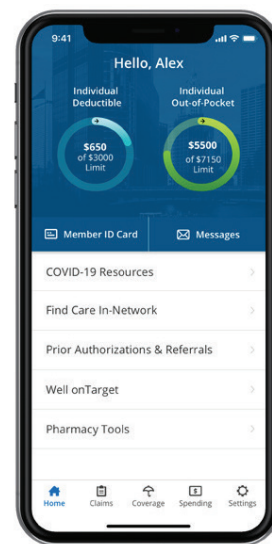 9:41
Hello, Alex
Individual
Deductible
$650
of $3000
Limit
Individual
Out-of-Pocket
$5500
of $7150
Limit
Member ID Card
Messages
COVID-19 Resources
Find Care In-Network
Prior Authorizations & Referrals
Well onTarget
Pharmacy Tools
Home
Claims
Coverage
Spending
Settings